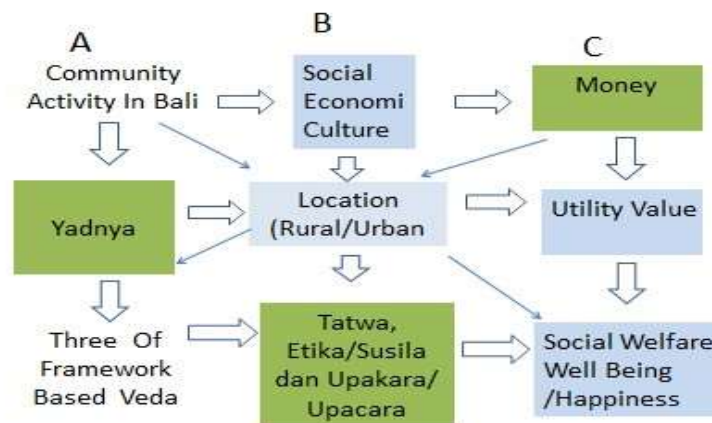 A
B
C
Community
Activity In Bali
Social
Economi
Culture
Money
Yadnya
Location
(Rural/Urban
Utility Value
Three Of
Framework
Based Veda
Tatwa,
Etika/Susila
dan Upakara/
Upacara
Social Welfare
Well Being
/Happiness